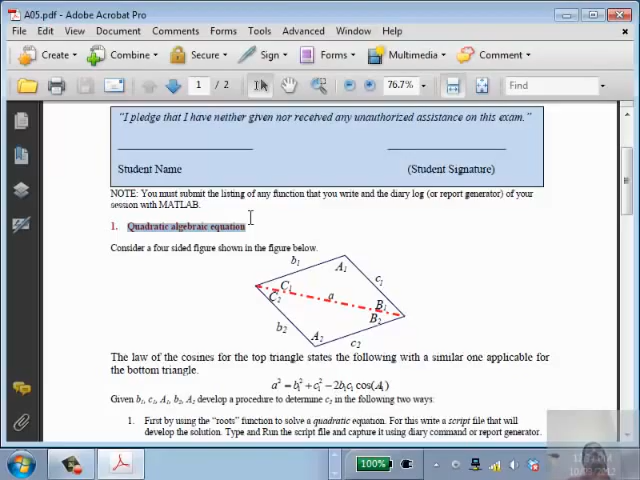 A05.pdf - Adobe Acrobat Pro
File Edit View Document Comments Forms Tools Advanced Window Help
Create Combine Secure Sign Forms Multimedia Comment
1 / 2 76.7% Find
“I pledge that I have neither given nor received any unauthorized assistance on this exam.”
Student Name (Student Signature)
NOTE: You must submit the listing of any function that you write and the diary log (or report generator) of your
session with MATLAB.
1. Quadratic algebraic equation
Consider a four sided figure shown in the figure below.
b₁ A₁
C₁ c₁
C₂ a B₁
b₂ B₂
A₂ c₂
The law of the cosines for the top triangle states the following with a similar one applicable for
the bottom triangle.
a² = b₁² + c₁² − 2b₁c₁ cos(A₁)
Given b₁, c₁, A₁, b₂, A₂ develop a procedure to determine c₂ in the following two ways:
1. First by using the “roots” function to solve a quadratic equation. For this write a script file that will
develop the solution. Type and Run the script file and capture it using diary command or report generator.
100%